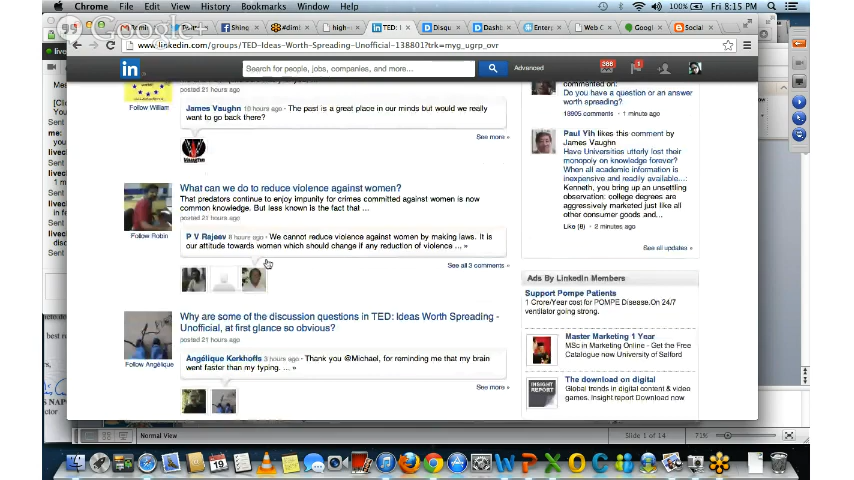 Chrome File Edit View History Bookmarks Window Help
100% Fri 8:15 PM
www.linkedin.com/groups/TED-Ideas-Worth-Spreading-Unofficial-138801?trk=myg_ugrp_ovr
in
Search for people, jobs, companies, and more...
Advanced
posted 21 hours ago
Follow William
James Vaughn 10 hours ago - The past is a great place in our minds but would we really
want to go back there?
See more »
What can we do to reduce violence against women?
That predators continue to enjoy impunity for crimes committed against women is now
common knowledge. But less known is the fact that ...
posted 21 hours ago
Follow Robin
P V Rajeev 8 hours ago - We cannot reduce violence against women by making laws. It is
our attitude towards women which should change if any reduction of violence ... »
See all 3 comments »
Why are some of the discussion questions in TED: Ideas Worth Spreading -
Unofficial, at first glance so obvious?
posted 21 hours ago
Follow Angélique
Angélique Kerkhoffs 3 hours ago - Thank you @Michael, for reminding me that my brain
went faster than my typing. ... »
See more »
commented on:
Do you have a question or an answer
worth spreading?
18905 comments · 1 minute ago
Paul Yih likes this comment by
James Vaughn
Have Universities utterly lost their
monopoly on knowledge forever?
When all academic information is
inexpensive and readily available...
Kenneth, you bring up an unsettling
observation: college degrees are
aggressively marketed just like all
other consumer goods and...
Like (8) · 2 minutes ago
See all updates »
Ads By LinkedIn Members
Support Pompe Patients
1 Crore/Year cost for POMPE Disease.On 24/7
ventilator going strong.
Master Marketing 1 Year
MSc in Marketing Online - Get the Free
Catalogue now University of Salford
INSIGHT
REPORT
The download on digital
Global trends in digital content & video
games. Insight report Download now
Normal View
Slide 1 of 14
71%